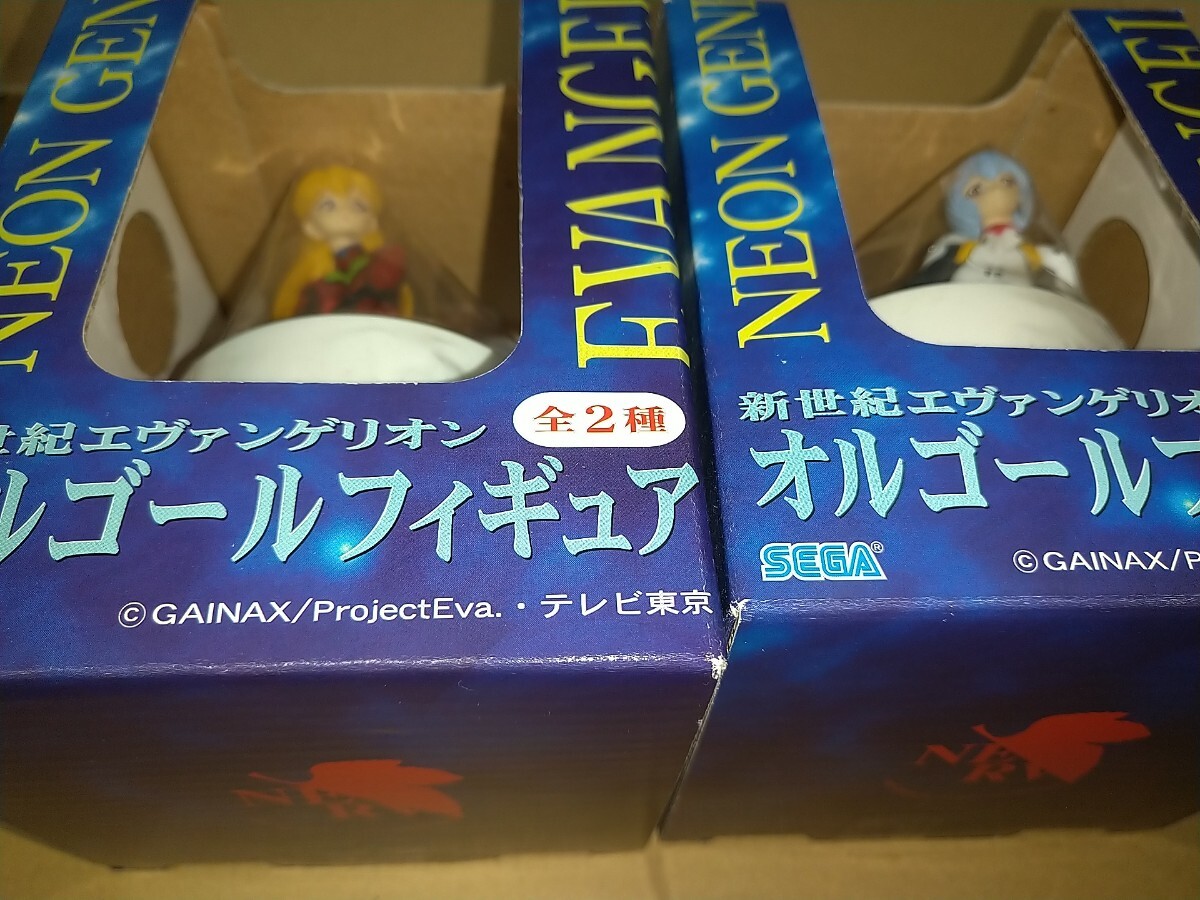 NEON GEN
EVANGEL
世紀エヴァンゲリオン
全2種
ルゴールフィギュア
©GAINAX/ProjectEva.・テレビ東京
NEON GENE
新世紀エヴァンゲリオ
オルゴールフ
SEGA®
©GAINAX/P